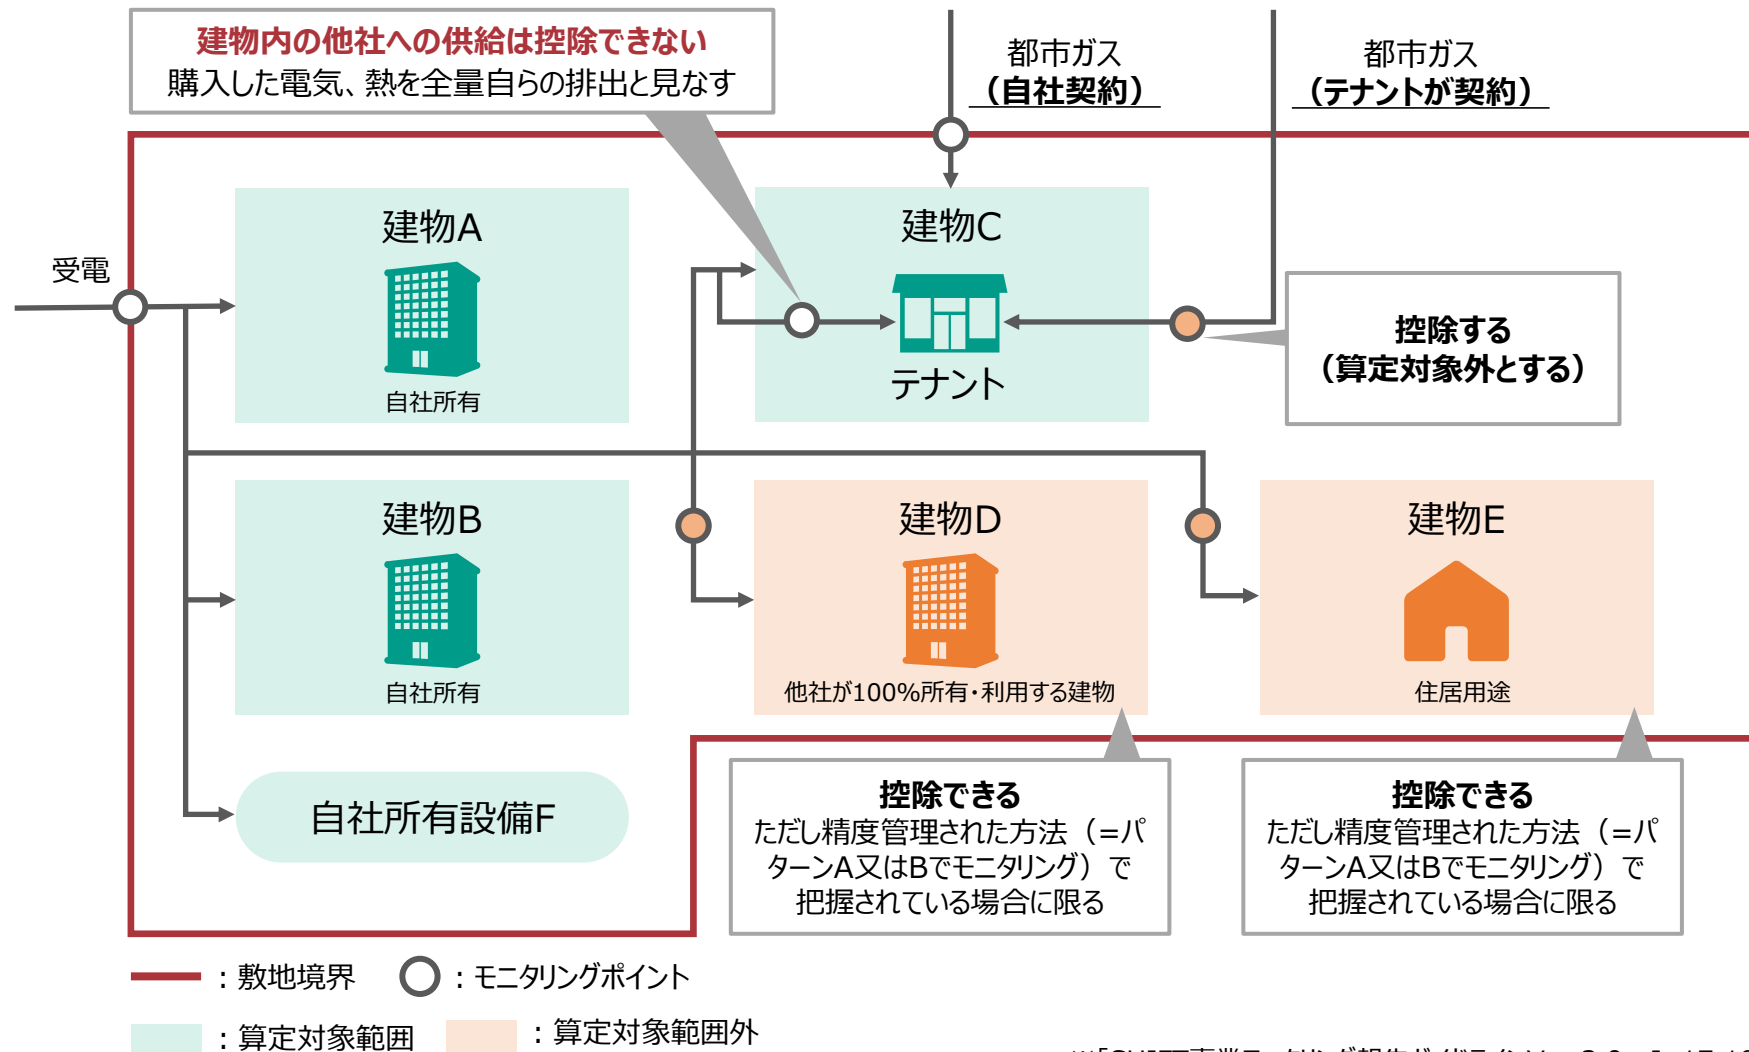 建物内の他社への供給は控除できない
購入した電気、熱を全量自らの排出と見なす
都市ガス
（自社契約）
都市ガス
（テナントが契約）
受電
建物A
自社所有
建物C
テナント
控除する
（算定対象外とする）
建物B
自社所有
建物D
他社が100%所有・利用する建物
建物E
住居用途
自社所有設備F
控除できる
ただし精度管理された方法（=パ
ターンA又はBでモニタリング）で
把握されている場合に限る
控除できる
ただし精度管理された方法（=パ
ターンA又はBでモニタリング）で
把握されている場合に限る
：敷地境界
：モニタリングポイント
：算定対象範囲
：算定対象範囲外